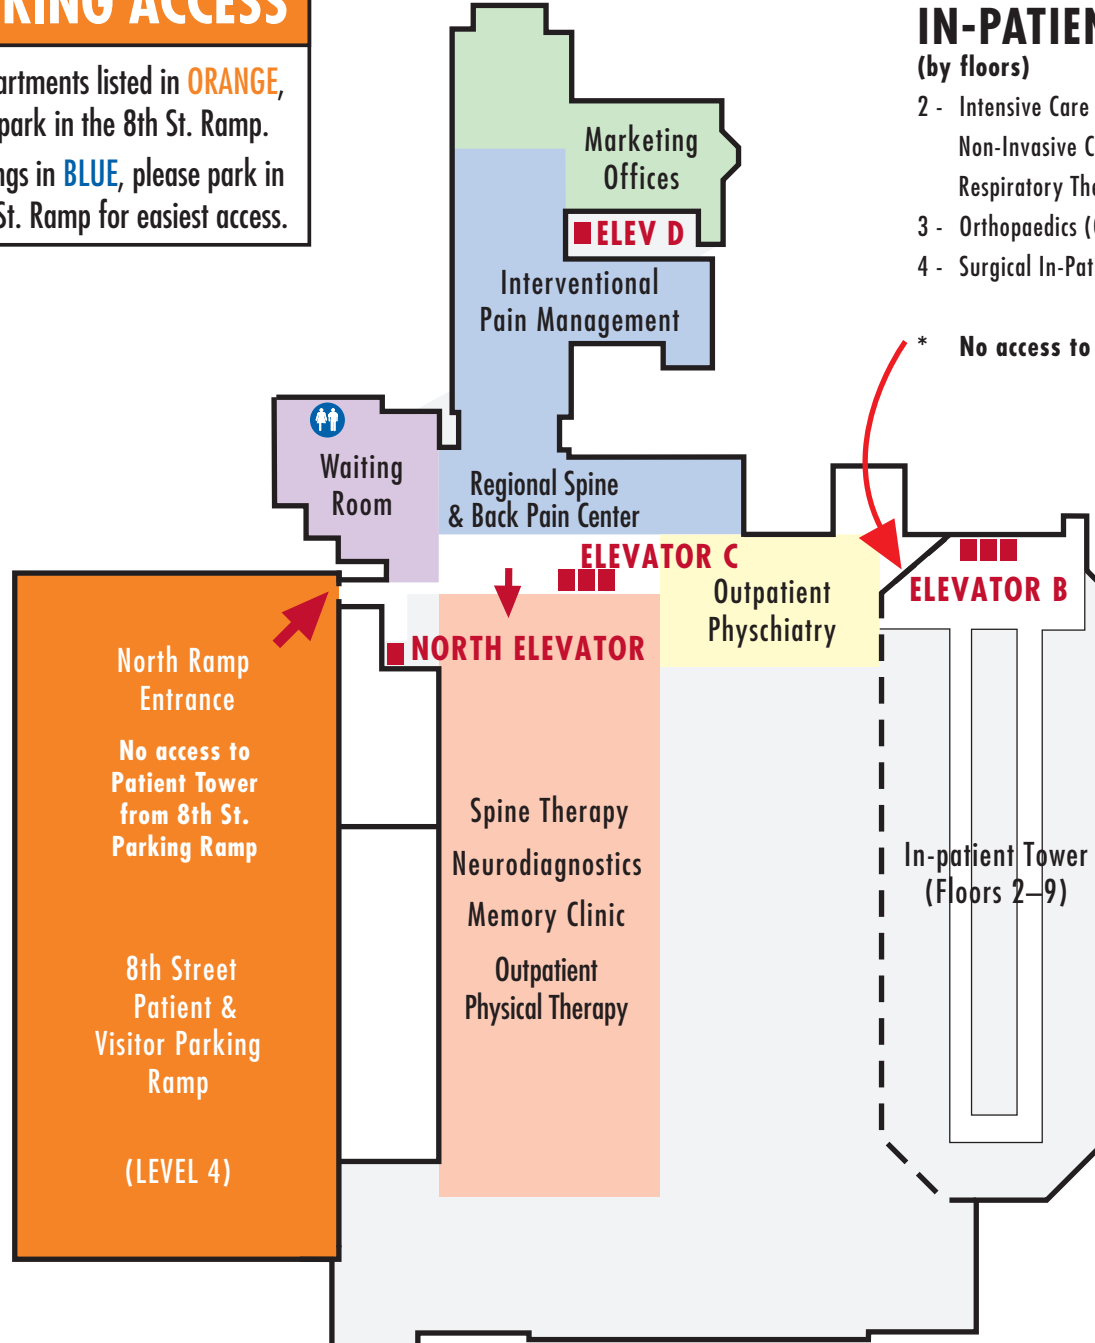 KING ACCESS
artments listed in ORANGE,
park in the 8th St. Ramp.
ngs in BLUE, please park in
St. Ramp for easiest access.
IN-PATIEN
(by floors)
2 - Intensive Care
Non-Invasive C
Respiratory The
3 - Orthopaedics (
4 - Surgical In-Pat
* No access to
Marketing
Offices
ELEV D
Interventional
Pain Management
Waiting
Room
Regional Spine
& Back Pain Center
ELEVATOR C
Outpatient
Physchiatry
ELEVATOR B
NORTH ELEVATOR
North Ramp
Entrance
No access to
Patient Tower
from 8th St.
Parking Ramp
Spine Therapy
Neurodiagnostics
Memory Clinic
Outpatient
Physical Therapy
In-patient Tower
(Floors 2–9)
8th Street
Patient &
Visitor Parking
Ramp
(LEVEL 4)